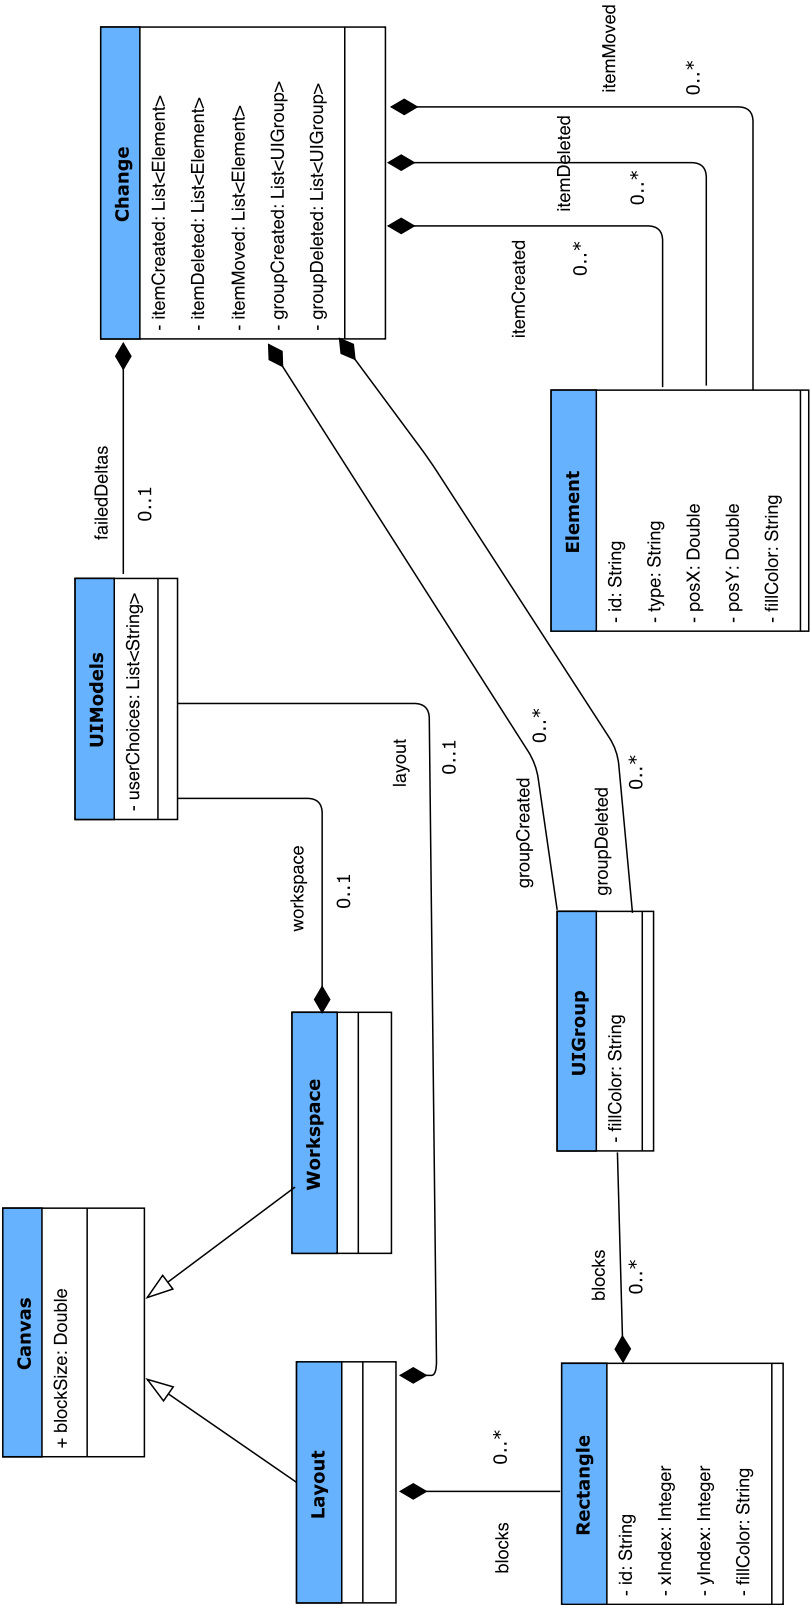 Canvas
+ blockSize: Double
UIModels
- userChoices: List<String>
failedDeltas
0..1
Change
- itemCreated: List<Element>
- itemDeleted: List<Element>
- itemMoved: List<Element>
- groupCreated: List<UIGroup>
- groupDeleted: List<UIGroup>
Layout
Workspace
workspace
0..1
layout
0..1
blocks
0..*
groupCreated
0..*
groupDeleted
0..*
itemCreated
0..*
itemDeleted
0..*
itemMoved
0..*
Rectangle
- id: String
- xIndex: Integer
- yIndex: Integer
- fillColor: String
blocks
0..*
UIGroup
- fillColor: String
Element
- id: String
- type: String
- posX: Double
- posY: Double
- fillColor: String